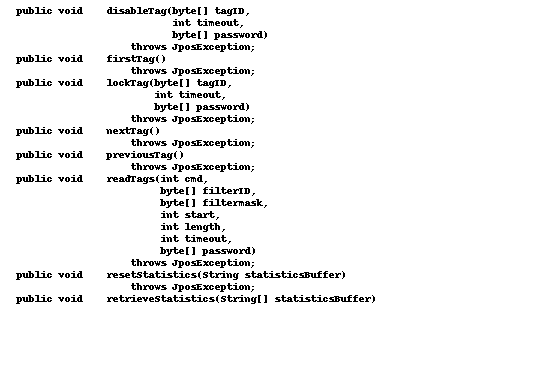 public void    disableTag(byte[] tagID,
                          int timeout,
                          byte[] password)
                   throws JposException;
public void    firstTag()
                   throws JposException;
public void    lockTag(byte[] tagID,
                       int timeout,
                       byte[] password)
                   throws JposException;
public void    nextTag()
                   throws JposException;
public void    previousTag()
                   throws JposException;
public void    readTags(int cmd,
                        byte[] filterID,
                        byte[] filtermask,
                        int start,
                        int length,
                        int timeout,
                        byte[] password)
                   throws JposException;
public void    resetStatistics(String statisticsBuffer)
                   throws JposException;
public void    retrieveStatistics(String[] statisticsBuffer)